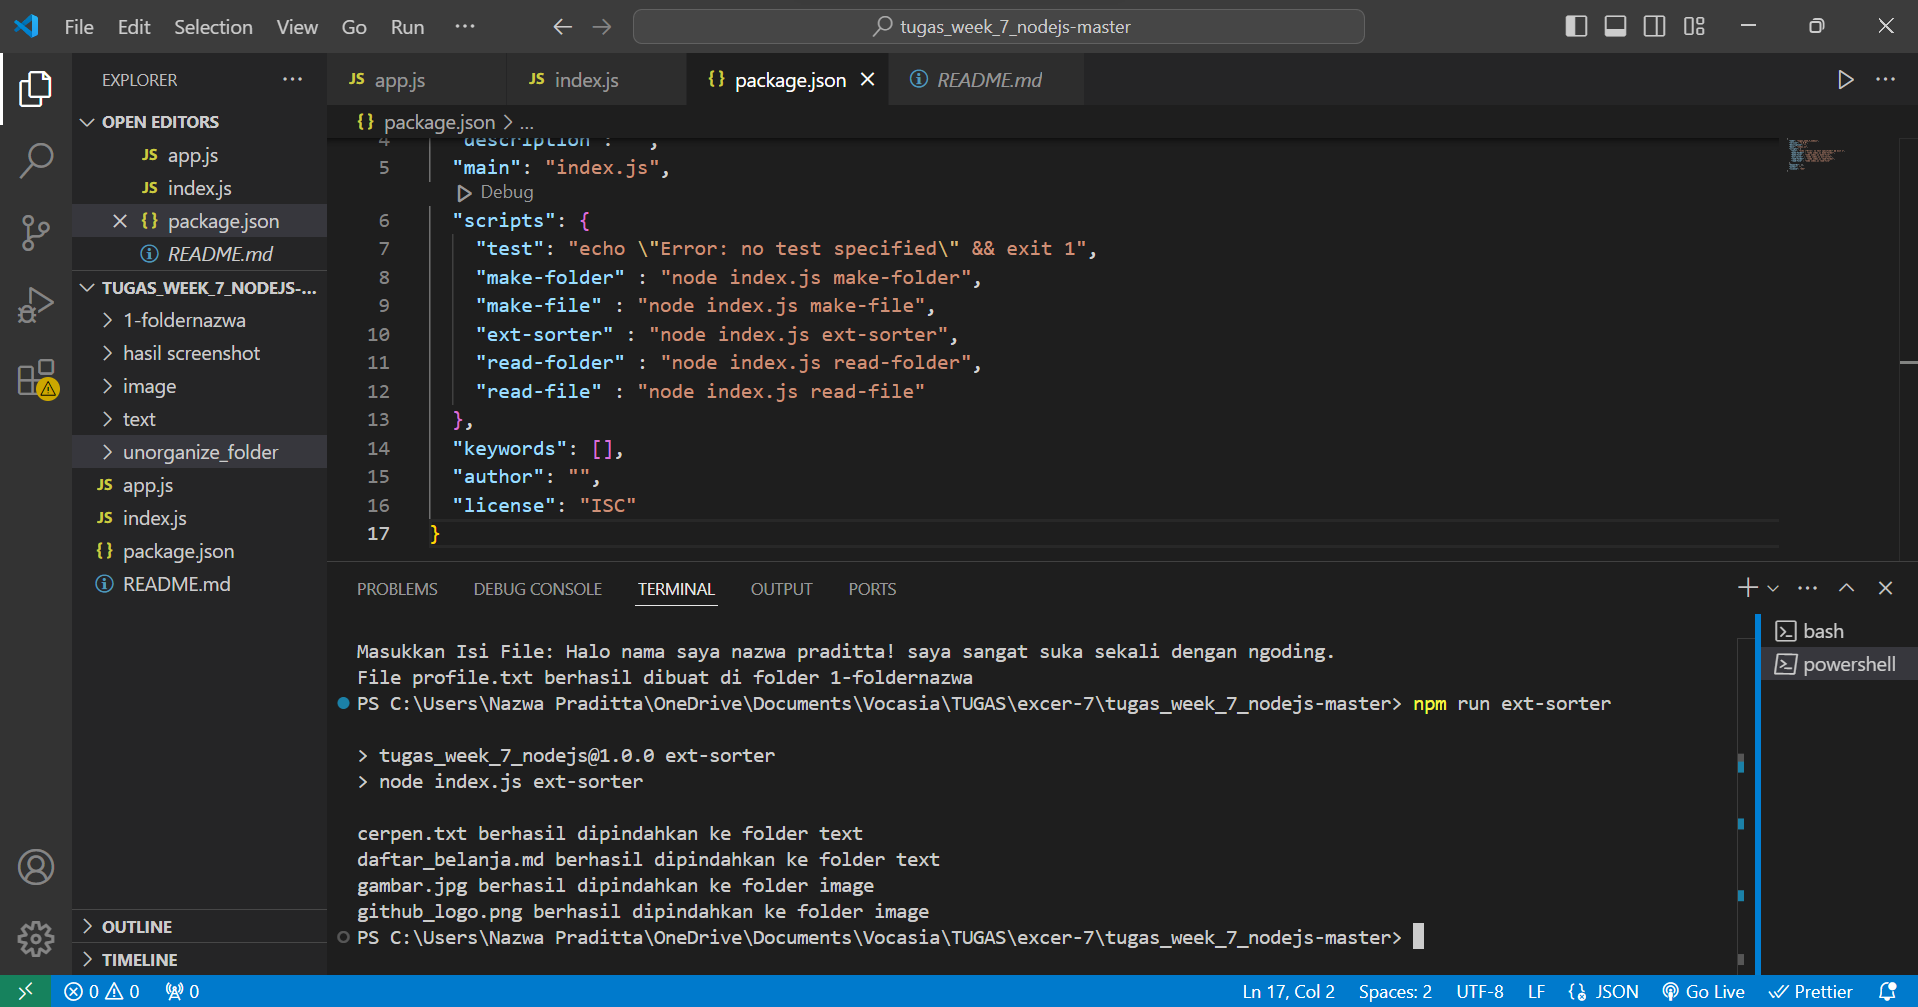 File Edit Selection View Go Run ··· tugas_week_7_nodejs-master
EXPLORER ···
OPEN EDITORS
JS app.js
JS index.js
{} package.json
README.md
TUGAS_WEEK_7_NODEJS-...
1-foldernazwa
hasil screenshot
image
text
unorganize_folder
JS app.js
JS index.js
{} package.json
README.md
OUTLINE
TIMELINE
JS app.js JS index.js {} package.json README.md
{} package.json > ...
4 "description": "",
5 "main": "index.js",
Debug
6 "scripts": {
7 "test": "echo \"Error: no test specified\" && exit 1",
8 "make-folder" : "node index.js make-folder",
9 "make-file" : "node index.js make-file",
10 "ext-sorter" : "node index.js ext-sorter",
11 "read-folder" : "node index.js read-folder",
12 "read-file" : "node index.js read-file"
13 },
14 "keywords": [],
15 "author": "",
16 "license": "ISC"
17 }
PROBLEMS DEBUG CONSOLE TERMINAL OUTPUT PORTS
Masukkan Isi File: Halo nama saya nazwa praditta! saya sangat suka sekali dengan ngoding.
File profile.txt berhasil dibuat di folder 1-foldernazwa
PS C:\Users\Nazwa Praditta\OneDrive\Documents\Vocasia\TUGAS\excer-7\tugas_week_7_nodejs-master> npm run ext-sorter
> tugas_week_7_nodejs@1.0.0 ext-sorter
> node index.js ext-sorter
cerpen.txt berhasil dipindahkan ke folder text
daftar_belanja.md berhasil dipindahkan ke folder text
gambar.jpg berhasil dipindahkan ke folder image
github_logo.png berhasil dipindahkan ke folder image
PS C:\Users\Nazwa Praditta\OneDrive\Documents\Vocasia\TUGAS\excer-7\tugas_week_7_nodejs-master>
bash
powershell
0 0 0 Ln 17, Col 2 Spaces: 2 UTF-8 LF {} JSON Go Live Prettier